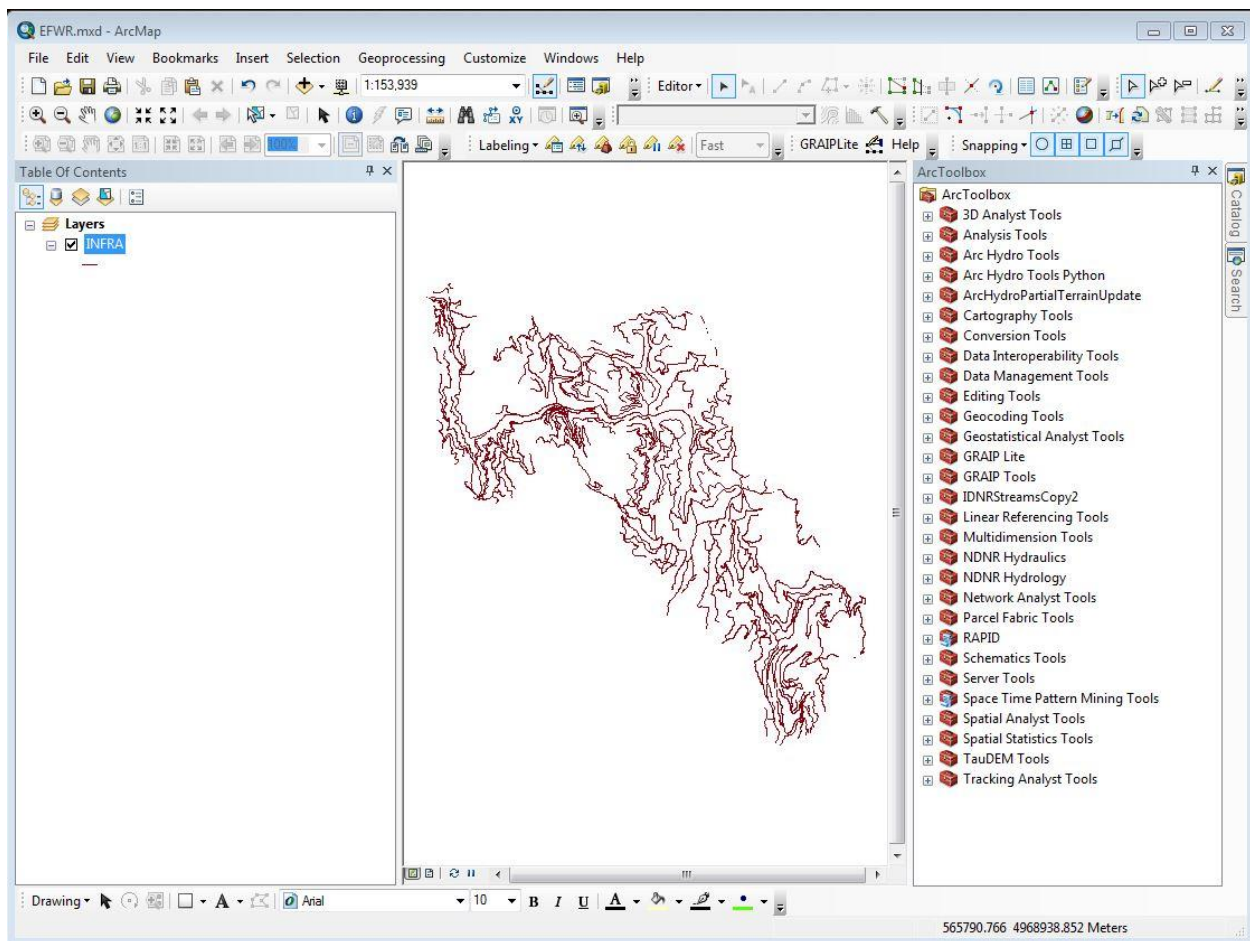 EFWR.mxd - ArcMap
File Edit View Bookmarks Insert Selection Geoprocessing Customize Windows Help
1:153,939 Editor
100% Labeling Fast GRAIPLite Help Snapping
Table Of Contents
Layers
INFRA
ArcToolbox
ArcToolbox
3D Analyst Tools
Analysis Tools
Arc Hydro Tools
Arc Hydro Tools Python
ArcHydroPartialTerrainUpdate
Cartography Tools
Conversion Tools
Data Interoperability Tools
Data Management Tools
Editing Tools
Geocoding Tools
Geostatistical Analyst Tools
GRAIP Lite
GRAIP Tools
IDNRStreamsCopy2
Linear Referencing Tools
Multidimension Tools
NDNR Hydraulics
NDNR Hydrology
Network Analyst Tools
Parcel Fabric Tools
RAPID
Schematics Tools
Server Tools
Space Time Pattern Mining Tools
Spatial Analyst Tools
Spatial Statistics Tools
TauDEM Tools
Tracking Analyst Tools
Catalog
Search
Drawing A Arial 10 B I U A
565790.766 4968938.852 Meters